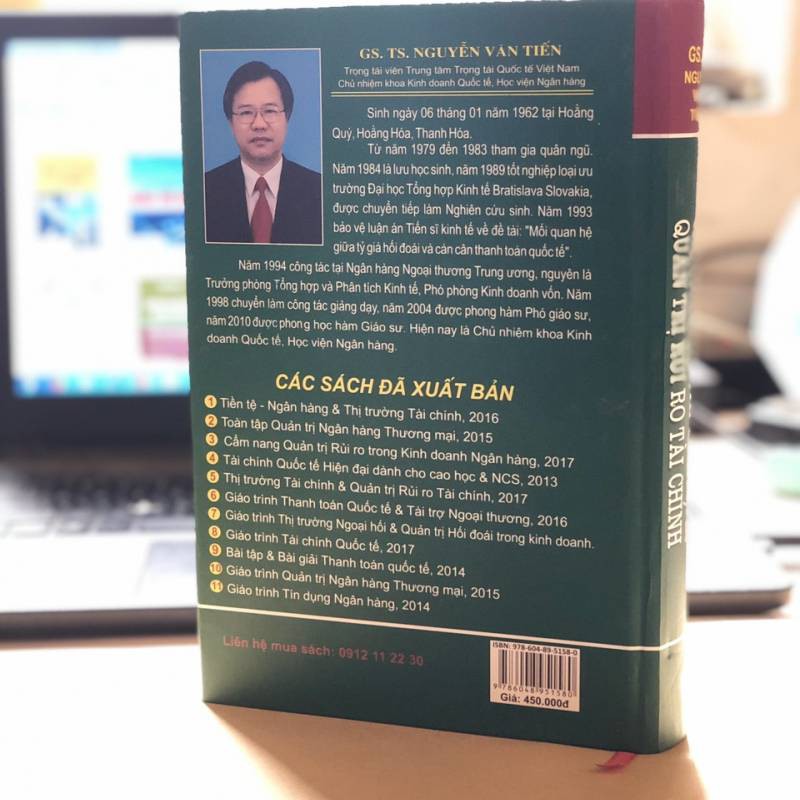 GS. TS. NGUYỄN VĂN TIẾN
Trọng tài viên Trung tâm Trọng tài Quốc tế Việt Nam
Chủ nhiệm khoa Kinh doanh Quốc tế, Học viện Ngân hàng
Sinh ngày 06 tháng 01 năm 1962 tại Hoằng
Quý, Hoằng Hóa, Thanh Hóa.
Từ năm 1979 đến 1983 tham gia quân ngũ.
Năm 1984 là lưu học sinh, năm 1989 tốt nghiệp loại ưu
trường Đại học Tổng hợp Kinh tế Bratislava Slovakia,
được chuyển tiếp làm Nghiên cứu sinh. Năm 1993
bảo vệ luận án Tiến sĩ kinh tế về đề tài: "Mối quan hệ
giữa tỷ giá hối đoái và cán cân thanh toán quốc tế".
Năm 1994 công tác tại Ngân hàng Ngoại thương Trung ương, nguyên là
Trưởng phòng Tổng hợp và Phân tích Kinh tế, Phó phòng Kinh doanh vốn. Năm
1998 chuyển làm công tác giảng dạy, năm 2004 được phong hàm Phó giáo sư,
năm 2010 được phong học hàm Giáo sư. Hiện nay là Chủ nhiệm khoa Kinh
doanh Quốc tế, Học viện Ngân hàng.
CÁC SÁCH ĐÃ XUẤT BẢN
1 Tiền tệ - Ngân hàng & Thị trường Tài chính, 2016
2 Toàn tập Quản trị Ngân hàng Thương mại, 2015
3 Cẩm nang Quản trị Rủi ro trong Kinh doanh Ngân hàng, 2017
4 Tài chính Quốc tế Hiện đại dành cho cao học & NCS, 2013
5 Thị trường Tài chính & Quản trị Rủi ro Tài chính, 2017
6 Giáo trình Thanh toán Quốc tế & Tài trợ Ngoại thương, 2016
7 Giáo trình Thị trường Ngoại hối & Quản trị Hối đoái trong kinh doanh.
8 Giáo trình Tài chính Quốc tế, 2017
9 Bài tập & Bài giải Thanh toán quốc tế, 2014
10 Giáo trình Quản trị Ngân hàng Thương mại, 2015
11 Giáo trình Tín dụng Ngân hàng, 2014
Liên hệ mua sách: 0912 11 22 30
ISBN: 978-604-89-5158-0
9 786048 951580
Giá: 450.000đ
GS.
RO TÀI CHÍNH